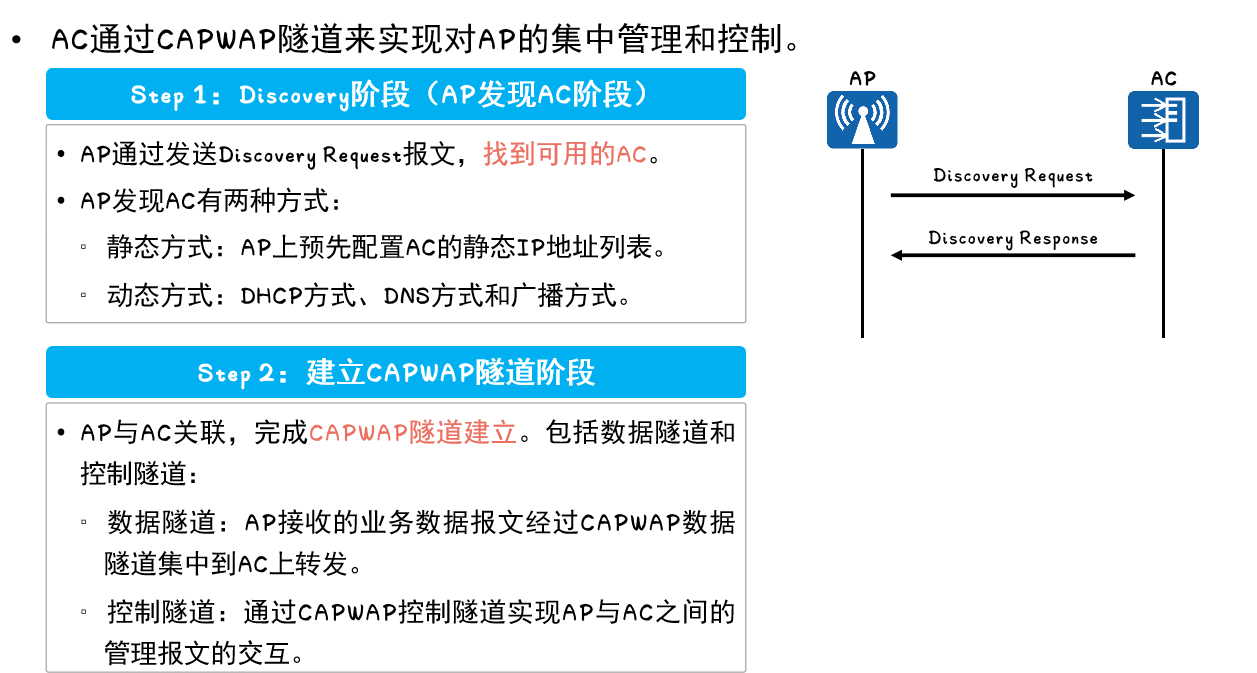 • AC通过CAPWAP隧道来实现对AP的集中管理和控制。
Step 1：Discovery阶段（AP发现AC阶段）
• AP通过发送Discovery Request报文，找到可用的AC。
• AP发现AC有两种方式：
▫ 静态方式：AP上预先配置AC的静态IP地址列表。
▫ 动态方式：DHCP方式、DNS方式和广播方式。
Step 2：建立CAPWAP隧道阶段
• AP与AC关联，完成CAPWAP隧道建立。包括数据隧道和
控制隧道：
▫ 数据隧道：AP接收的业务数据报文经过CAPWAP数据
隧道集中到AC上转发。
▫ 控制隧道：通过CAPWAP控制隧道实现AP与AC之间的
管理报文的交互。
AP
AC
Discovery Request
Discovery Response